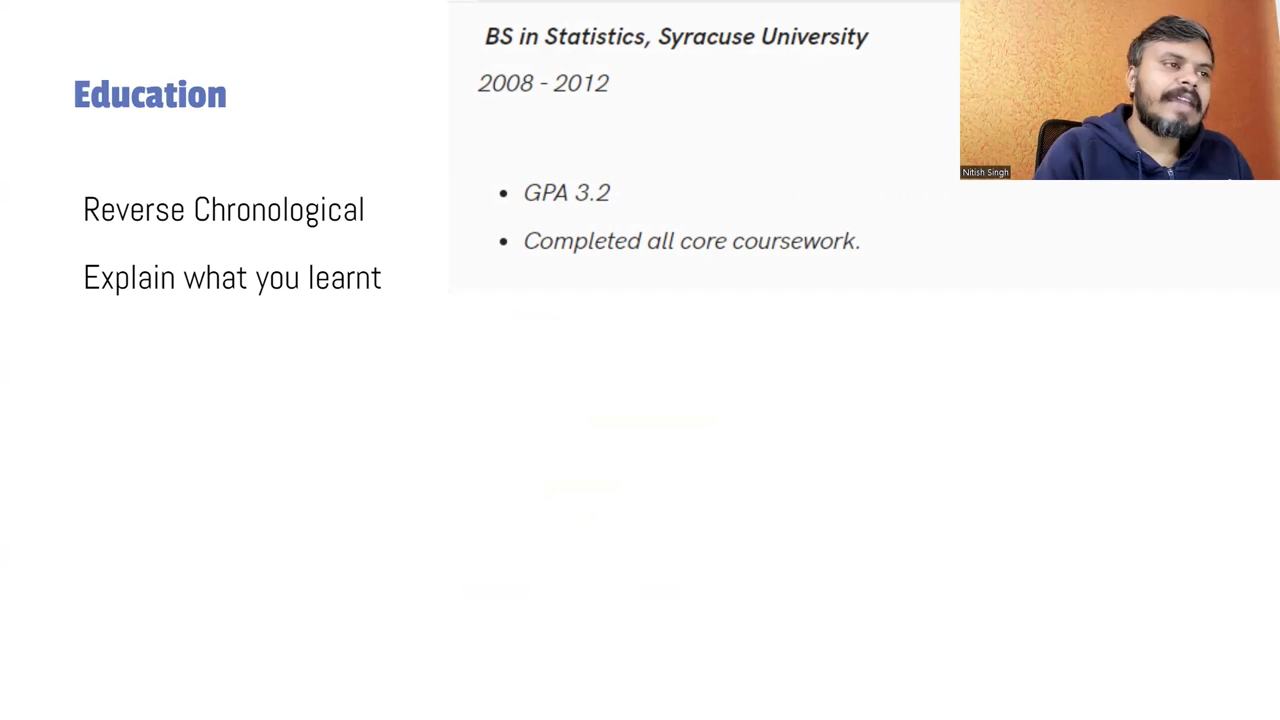 Education
Reverse Chronological
Explain what you learnt
BS in Statistics, Syracuse University
2008 - 2012
• GPA 3.2
• Completed all core coursework.
Nitish Singh